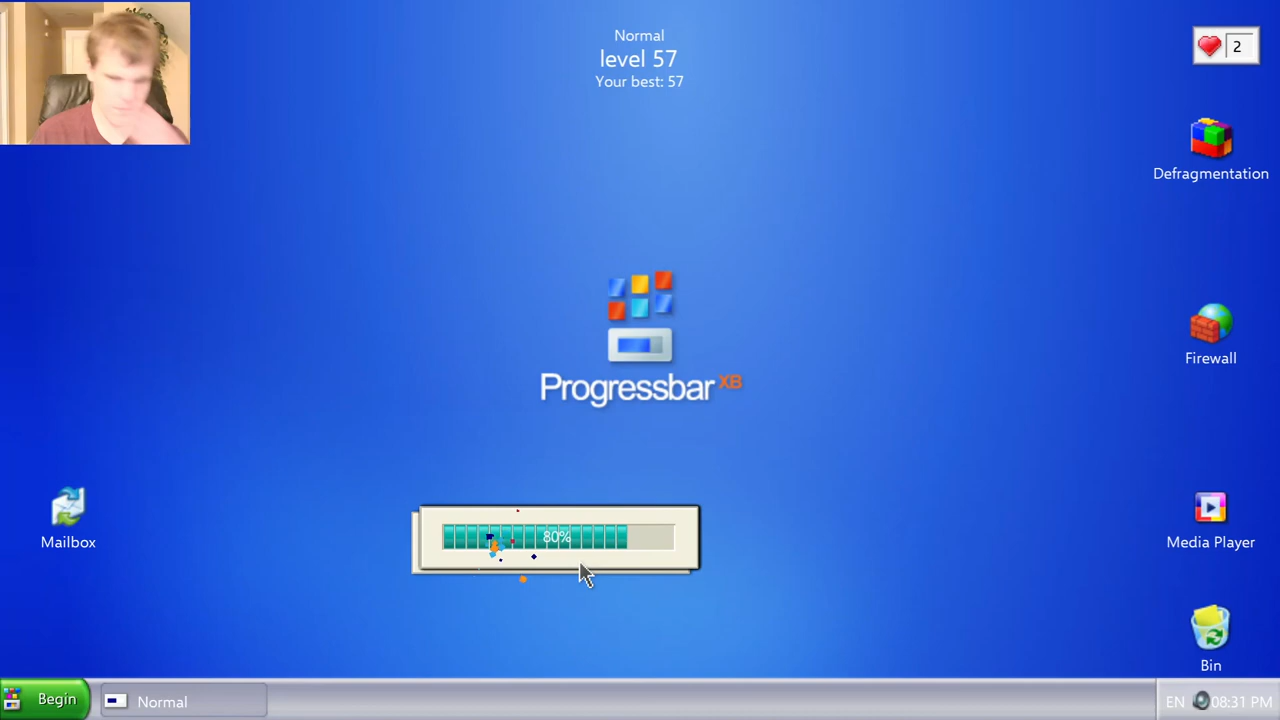 Normal
level 57
Your best: 57
2
Defragmentation
Progressbar XB
Firewall
Mailbox
80%
Media Player
Bin
Begin
Normal
EN 08:31 PM